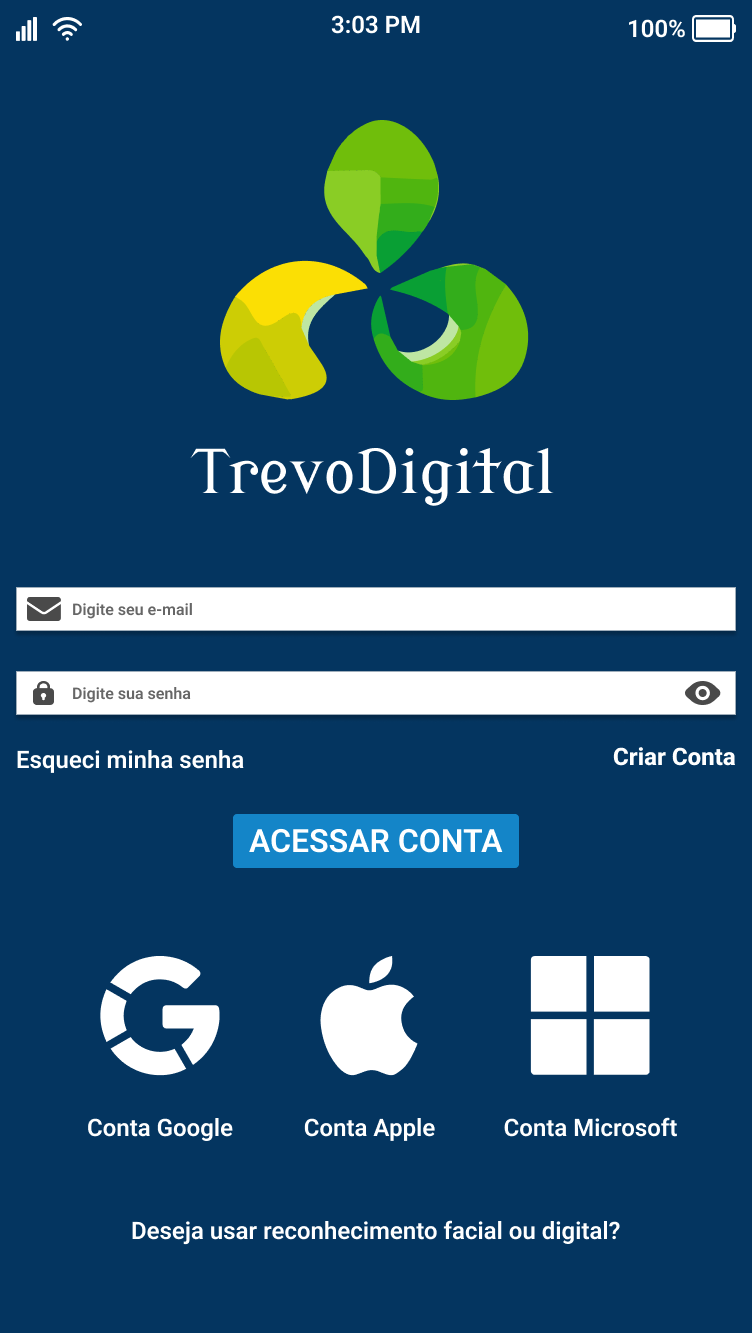 3:03 PM
100%
TrevoDigital
Digite seu e-mail
Digite sua senha
Esqueci minha senha
Criar Conta
ACESSAR CONTA
Conta Google
Conta Apple
Conta Microsoft
Deseja usar reconhecimento facial ou digital?